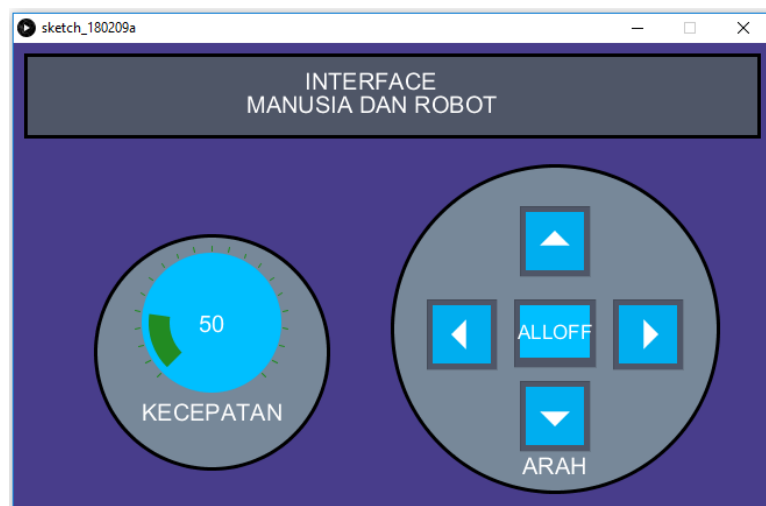 sketch_180209a
INTERFACE
MANUSIA DAN ROBOT
50
KECEPATAN
ALLOFF
ARAH